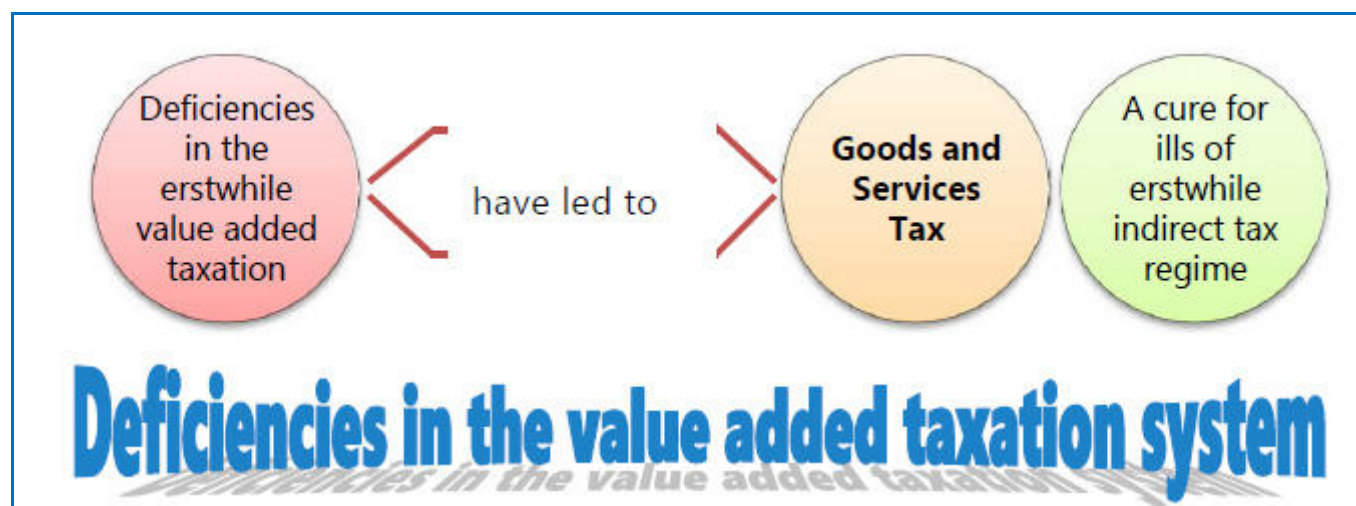 Deficiencies
in the
erstwhile
value added
taxation
have led to
Goods and
Services
Tax
A cure for
ills of
erstwhile
indirect tax
regime
Deficiencies in the value added taxation system